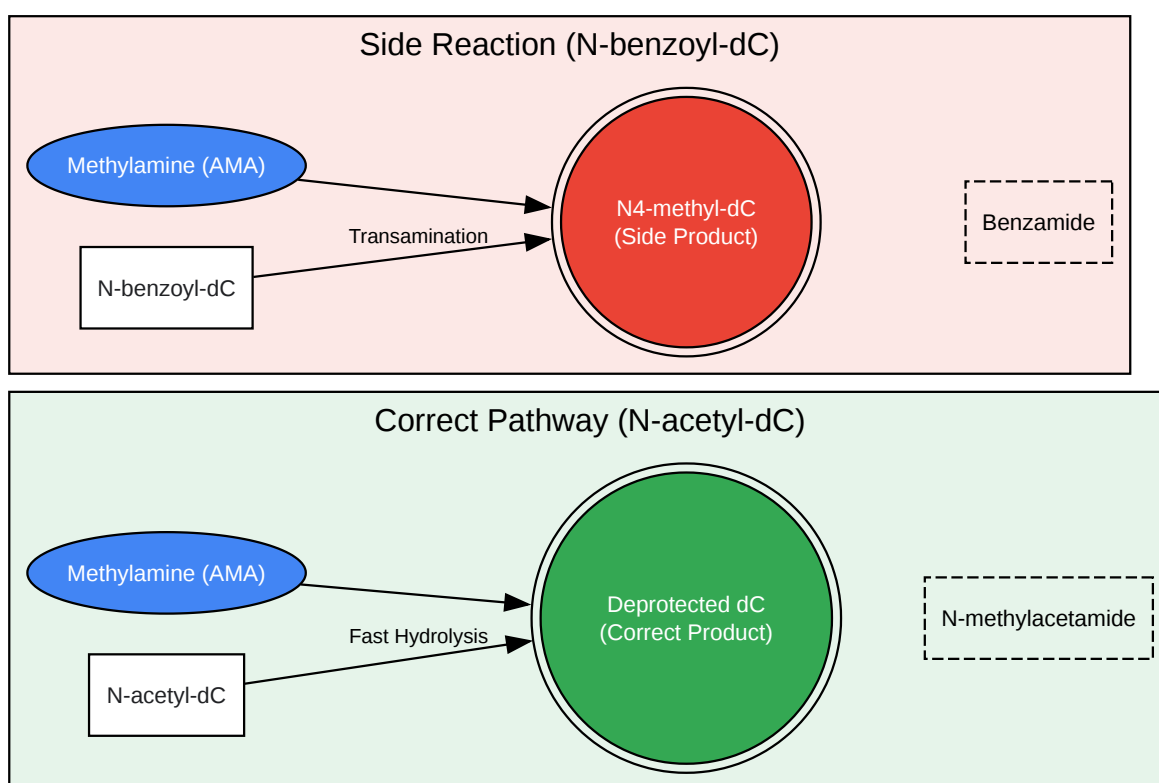 Side Reaction (N-benzoyl-dC)
Methylamine (AMA)
N4-methyl-dC
(Side Product)
Benzamide
Transamination
N-benzoyl-dC
Correct Pathway (N-acetyl-dC)
Methylamine (AMA)
Deprotected dC
(Correct Product)
N-methylacetamide
Fast Hydrolysis
N-acetyl-dC